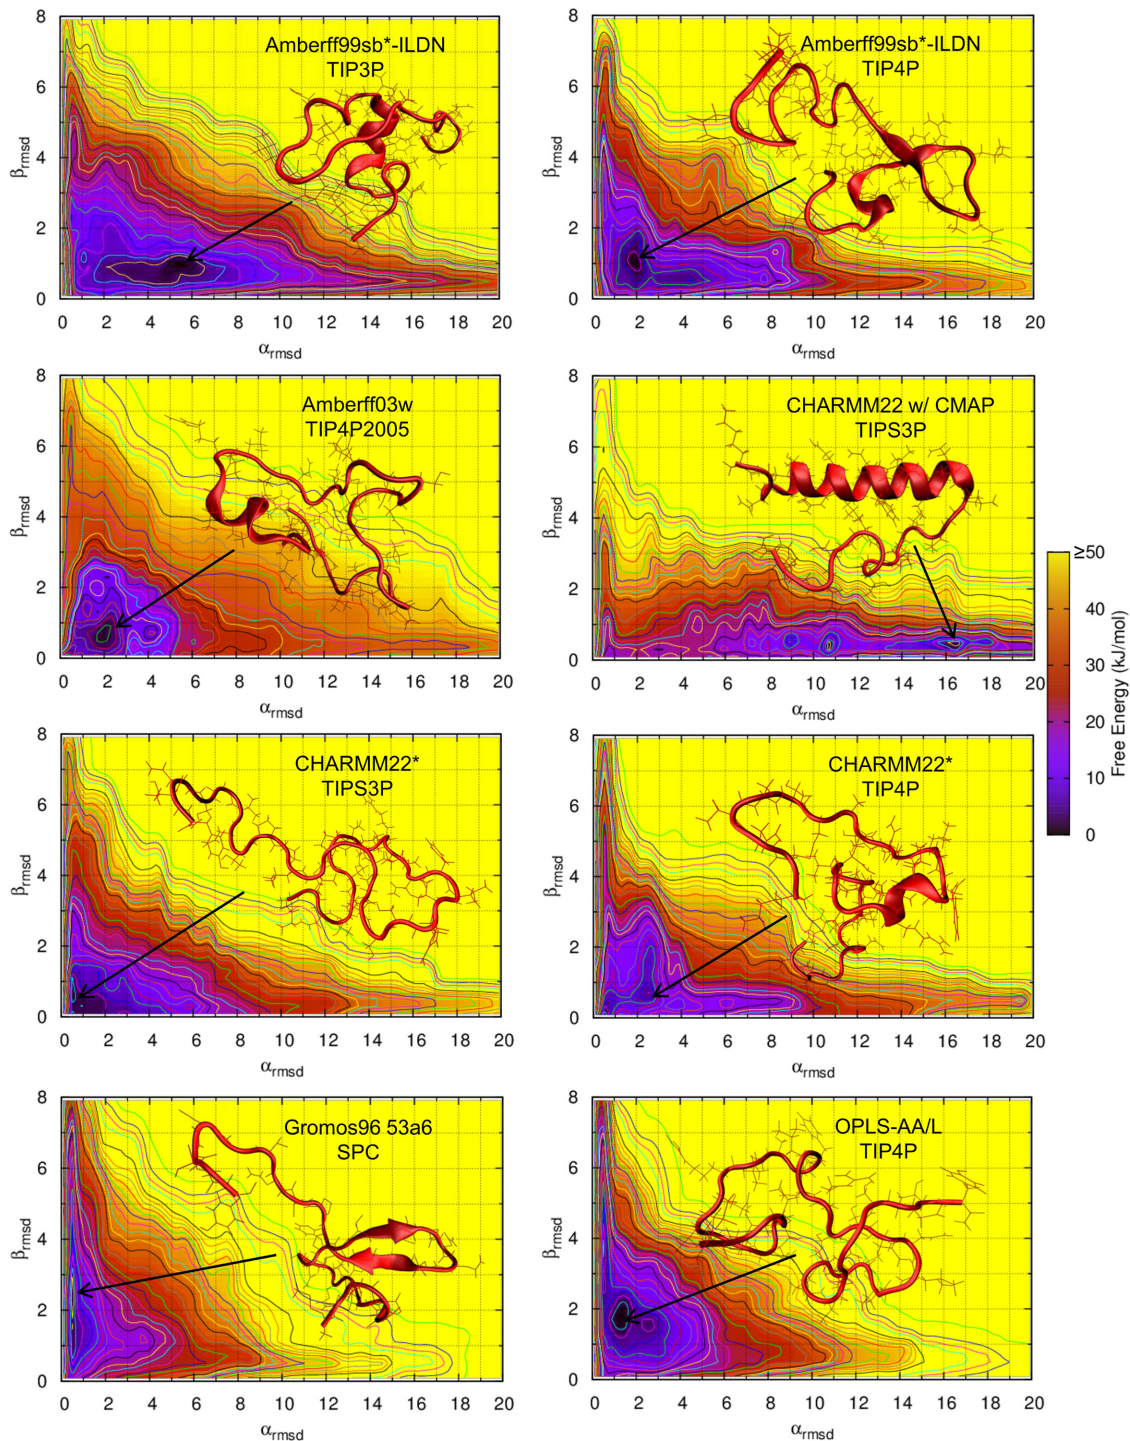 Amberff99sb*-ILDN
TIP3P
8
6
4
2
0
βrmsd
0 2 4 6 8 10 12 14 16 18 20
αrmsd
Amberff99sb*-ILDN
TIP4P
8
6
4
2
0
βrmsd
0 2 4 6 8 10 12 14 16 18 20
αrmsd
Amberff03w
TIP4P2005
8
6
4
2
0
βrmsd
0 2 4 6 8 10 12 14 16 18 20
αrmsd
CHARMM22 w/ CMAP
TIPS3P
8
6
4
2
0
βrmsd
0 2 4 6 8 10 12 14 16 18 20
αrmsd
≥50
40
30
20
10
0
Free Energy (kJ/mol)
CHARMM22*
TIPS3P
8
6
4
2
0
βrmsd
0 2 4 6 8 10 12 14 16 18 20
αrmsd
CHARMM22*
TIP4P
8
6
4
2
0
βrmsd
0 2 4 6 8 10 12 14 16 18 20
αrmsd
Gromos96 53a6
SPC
8
6
4
2
0
βrmsd
0 2 4 6 8 10 12 14 16 18 20
αrmsd
OPLS-AA/L
TIP4P
8
6
4
2
0
βrmsd
0 2 4 6 8 10 12 14 16 18 20
αrmsd